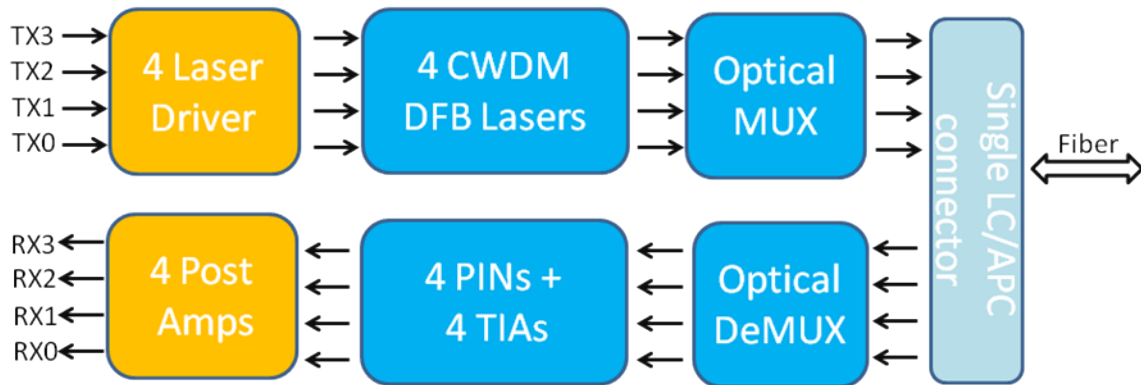 TX3
TX2
TX1
TX0
4 Laser
Driver
4 CWDM
DFB Lasers
Optical
MUX
Single LC/APC
connector
Fiber
RX3
RX2
RX1
RX0
4 Post
Amps
4 PINs +
4 TIAs
Optical
DeMUX